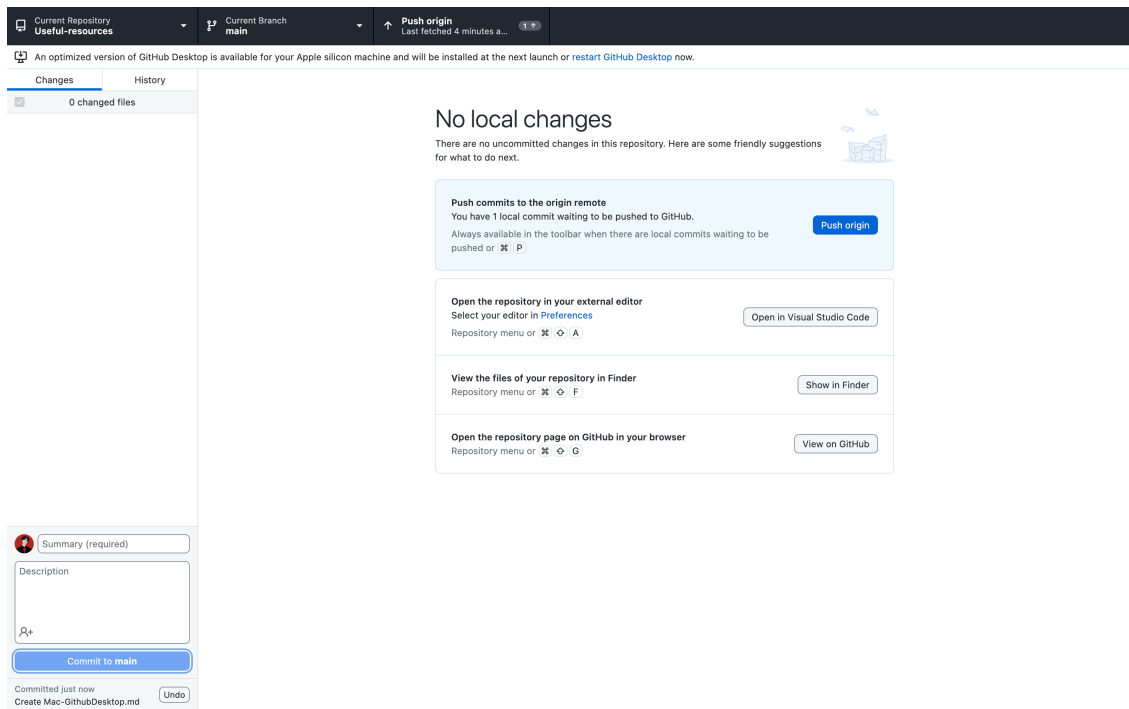 Current Repository
Useful-resources
Current Branch
main
Push origin
Last fetched 4 minutes a...
1 ↑
An optimized version of GitHub Desktop is available for your Apple silicon machine and will be installed at the next launch or restart GitHub Desktop now.
Changes
History
0 changed files
No local changes
There are no uncommitted changes in this repository. Here are some friendly suggestions
for what to do next.
Push commits to the origin remote
You have 1 local commit waiting to be pushed to GitHub.
Always available in the toolbar when there are local commits waiting to be
pushed or ⌘ P
Push origin
Open the repository in your external editor
Select your editor in Preferences
Repository menu or ⌘ ⇧ A
Open in Visual Studio Code
View the files of your repository in Finder
Repository menu or ⌘ ⇧ F
Show in Finder
Open the repository page on GitHub in your browser
Repository menu or ⌘ ⇧ G
View on GitHub
Summary (required)
Description
Commit to main
Committed just now
Create Mac-GithubDesktop.md
Undo